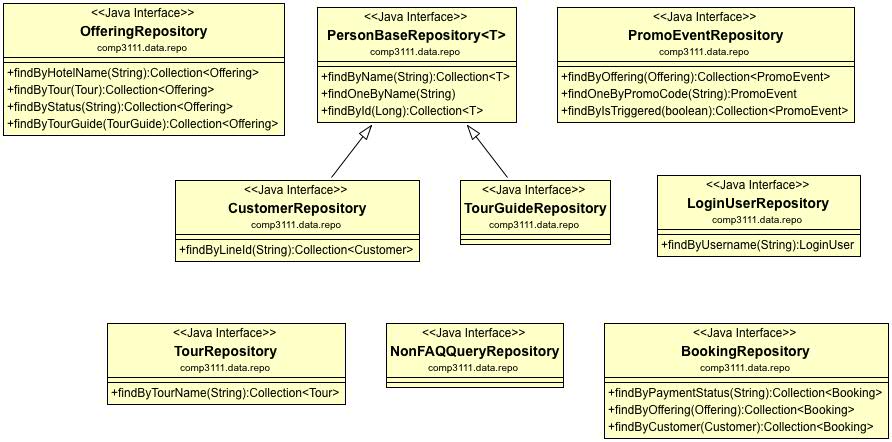 <<Java Interface>>
OfferingRepository
comp3111.data.repo
+findByHotelName(String):Collection<Offering>
+findByTour(Tour):Collection<Offering>
+findByStatus(String):Collection<Offering>
+findByTourGuide(TourGuide):Collection<Offering>
<<Java Interface>>
PersonBaseRepository<T>
comp3111.data.repo
+findByName(String):Collection<T>
+findOneByName(String)
+findById(Long):Collection<T>
<<Java Interface>>
PromoEventRepository
comp3111.data.repo
+findByOffering(Offering):Collection<PromoEvent>
+findOneByPromoCode(String):PromoEvent
+findByIsTriggered(boolean):Collection<PromoEvent>
<<Java Interface>>
CustomerRepository
comp3111.data.repo
+findByLineId(String):Collection<Customer>
<<Java Interface>>
TourGuideRepository
comp3111.data.repo
<<Java Interface>>
LoginUserRepository
comp3111.data.repo
+findByUsername(String):LoginUser
<<Java Interface>>
TourRepository
comp3111.data.repo
+findByTourName(String):Collection<Tour>
<<Java Interface>>
NonFAQQueryRepository
comp3111.data.repo
<<Java Interface>>
BookingRepository
comp3111.data.repo
+findByPaymentStatus(String):Collection<Booking>
+findByOffering(Offering):Collection<Booking>
+findByCustomer(Customer):Collection<Booking>